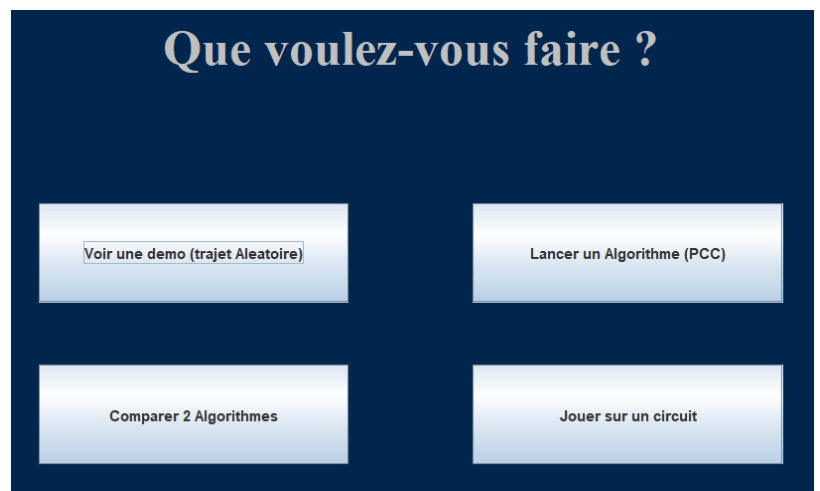 Que voulez-vous faire ?
Voir une demo (trajet Aleatoire)
Lancer un Algorithme (PCC)
Comparer 2 Algorithmes
Jouer sur un circuit